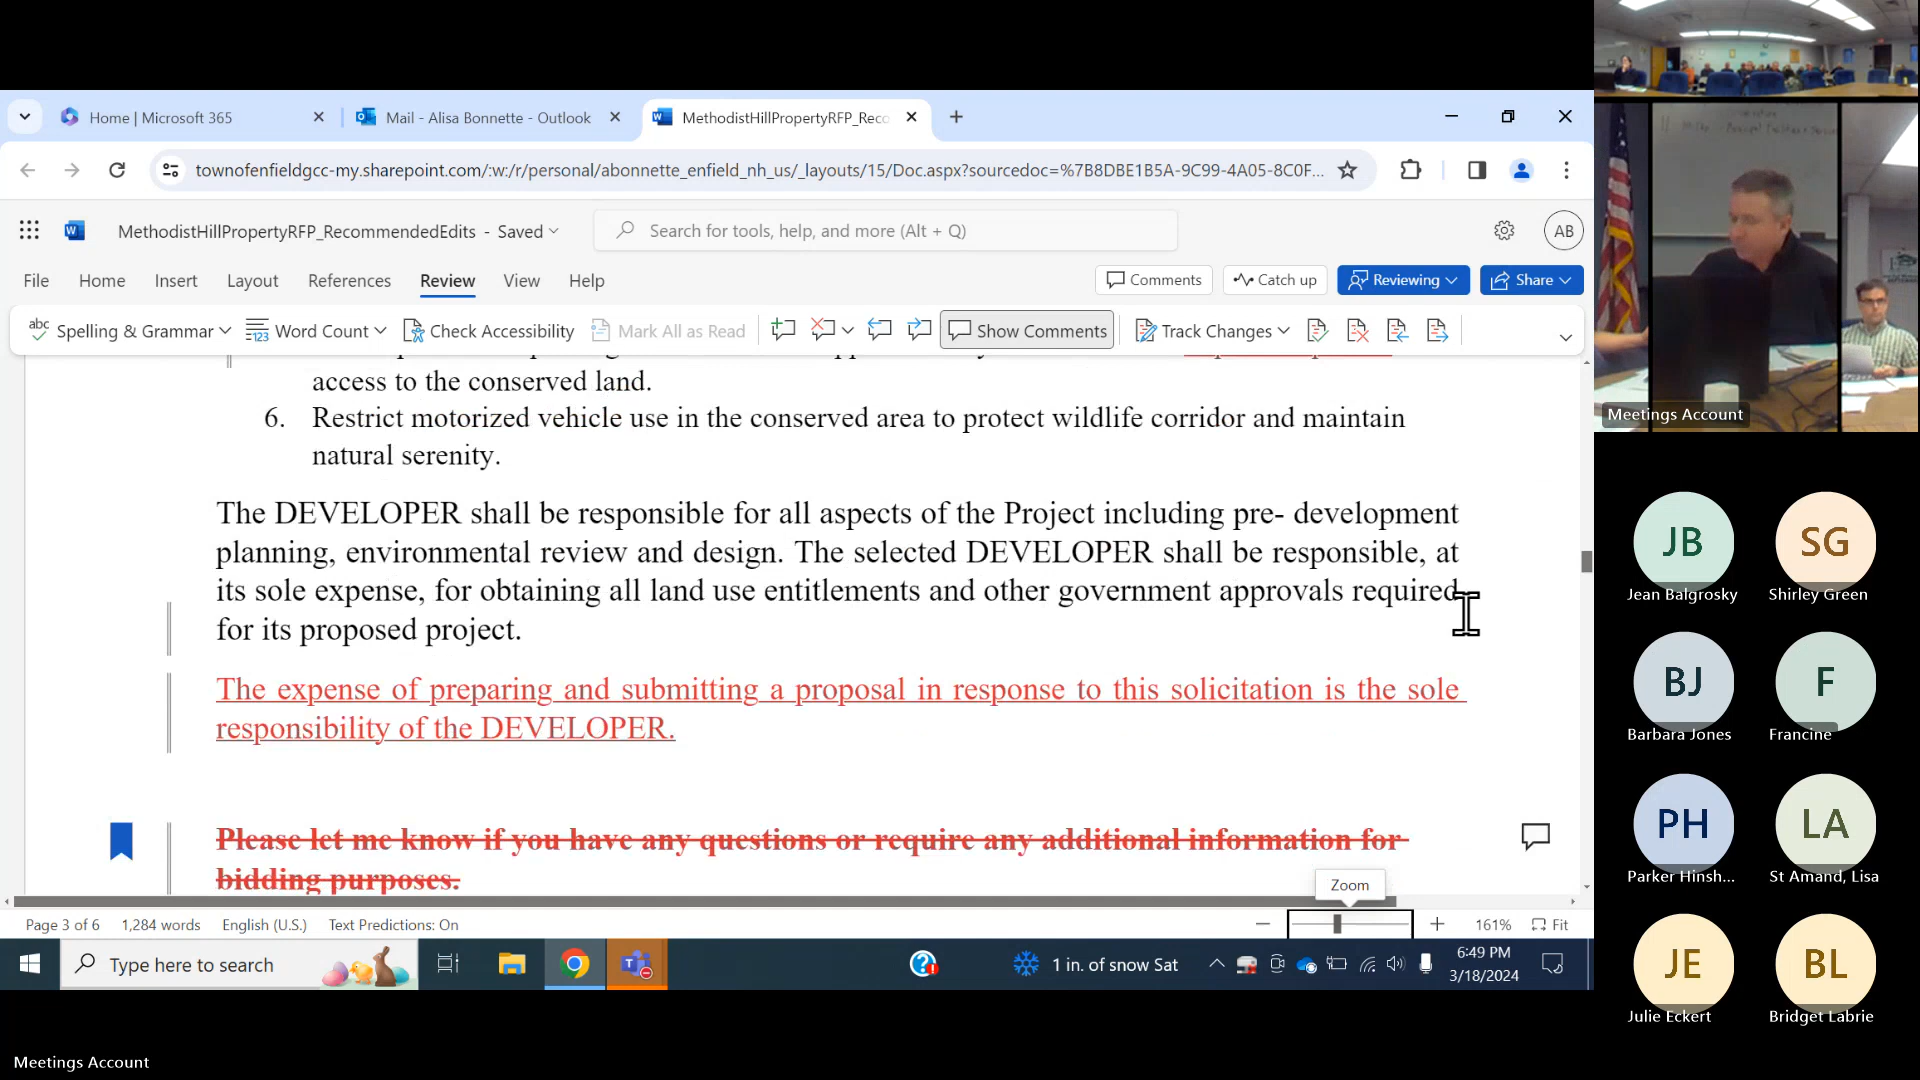 Home | Microsoft 365
Mail - Alisa Bonnette - Outlook
MethodistHillPropertyRFP_Reco
townofenfieldgcc-my.sharepoint.com/:w:/r/personal/abonnette_enfield_nh_us/_layouts/15/Doc.aspx?sourcedoc=%7B8DBE1B5A-9C99-4A05-8C0F...
MethodistHillPropertyRFP_RecommendedEdits - Saved
Search for tools, help, and more (Alt + Q)
AB
File Home Insert Layout References Review View Help
Comments Catch up Reviewing Share
Spelling & Grammar Word Count Check Accessibility Mark All as Read Show Comments Track Changes
access to the conserved land.
6. Restrict motorized vehicle use in the conserved area to protect wildlife corridor and maintain
natural serenity.
The DEVELOPER shall be responsible for all aspects of the Project including pre- development
planning, environmental review and design. The selected DEVELOPER shall be responsible, at
its sole expense, for obtaining all land use entitlements and other government approvals required
for its proposed project.
The expense of preparing and submitting a proposal in response to this solicitation is the sole
responsibility of the DEVELOPER.
Please let me know if you have any questions or require any additional information for
bidding purposes.
Zoom
Page 3 of 6 1,284 words English (U.S.) Text Predictions: On 161% Fit
Type here to search
1 in. of snow Sat
6:49 PM
3/18/2024
Meetings Account
Meetings Account
JB
Jean Balgrosky
SG
Shirley Green
BJ
Barbara Jones
F
Francine
PH
Parker Hinsh...
LA
St Amand, Lisa
JE
Julie Eckert
BL
Bridget Labrie